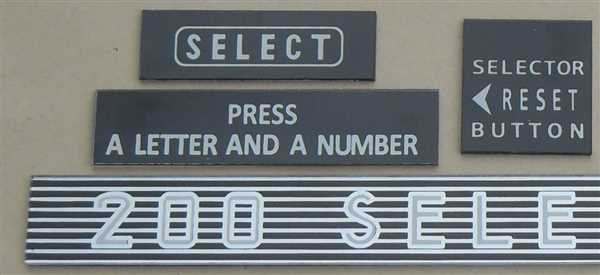 SELECT
PRESS
A LETTER AND A NUMBER
SELECTOR
RESET
BUTTON
200 SELE